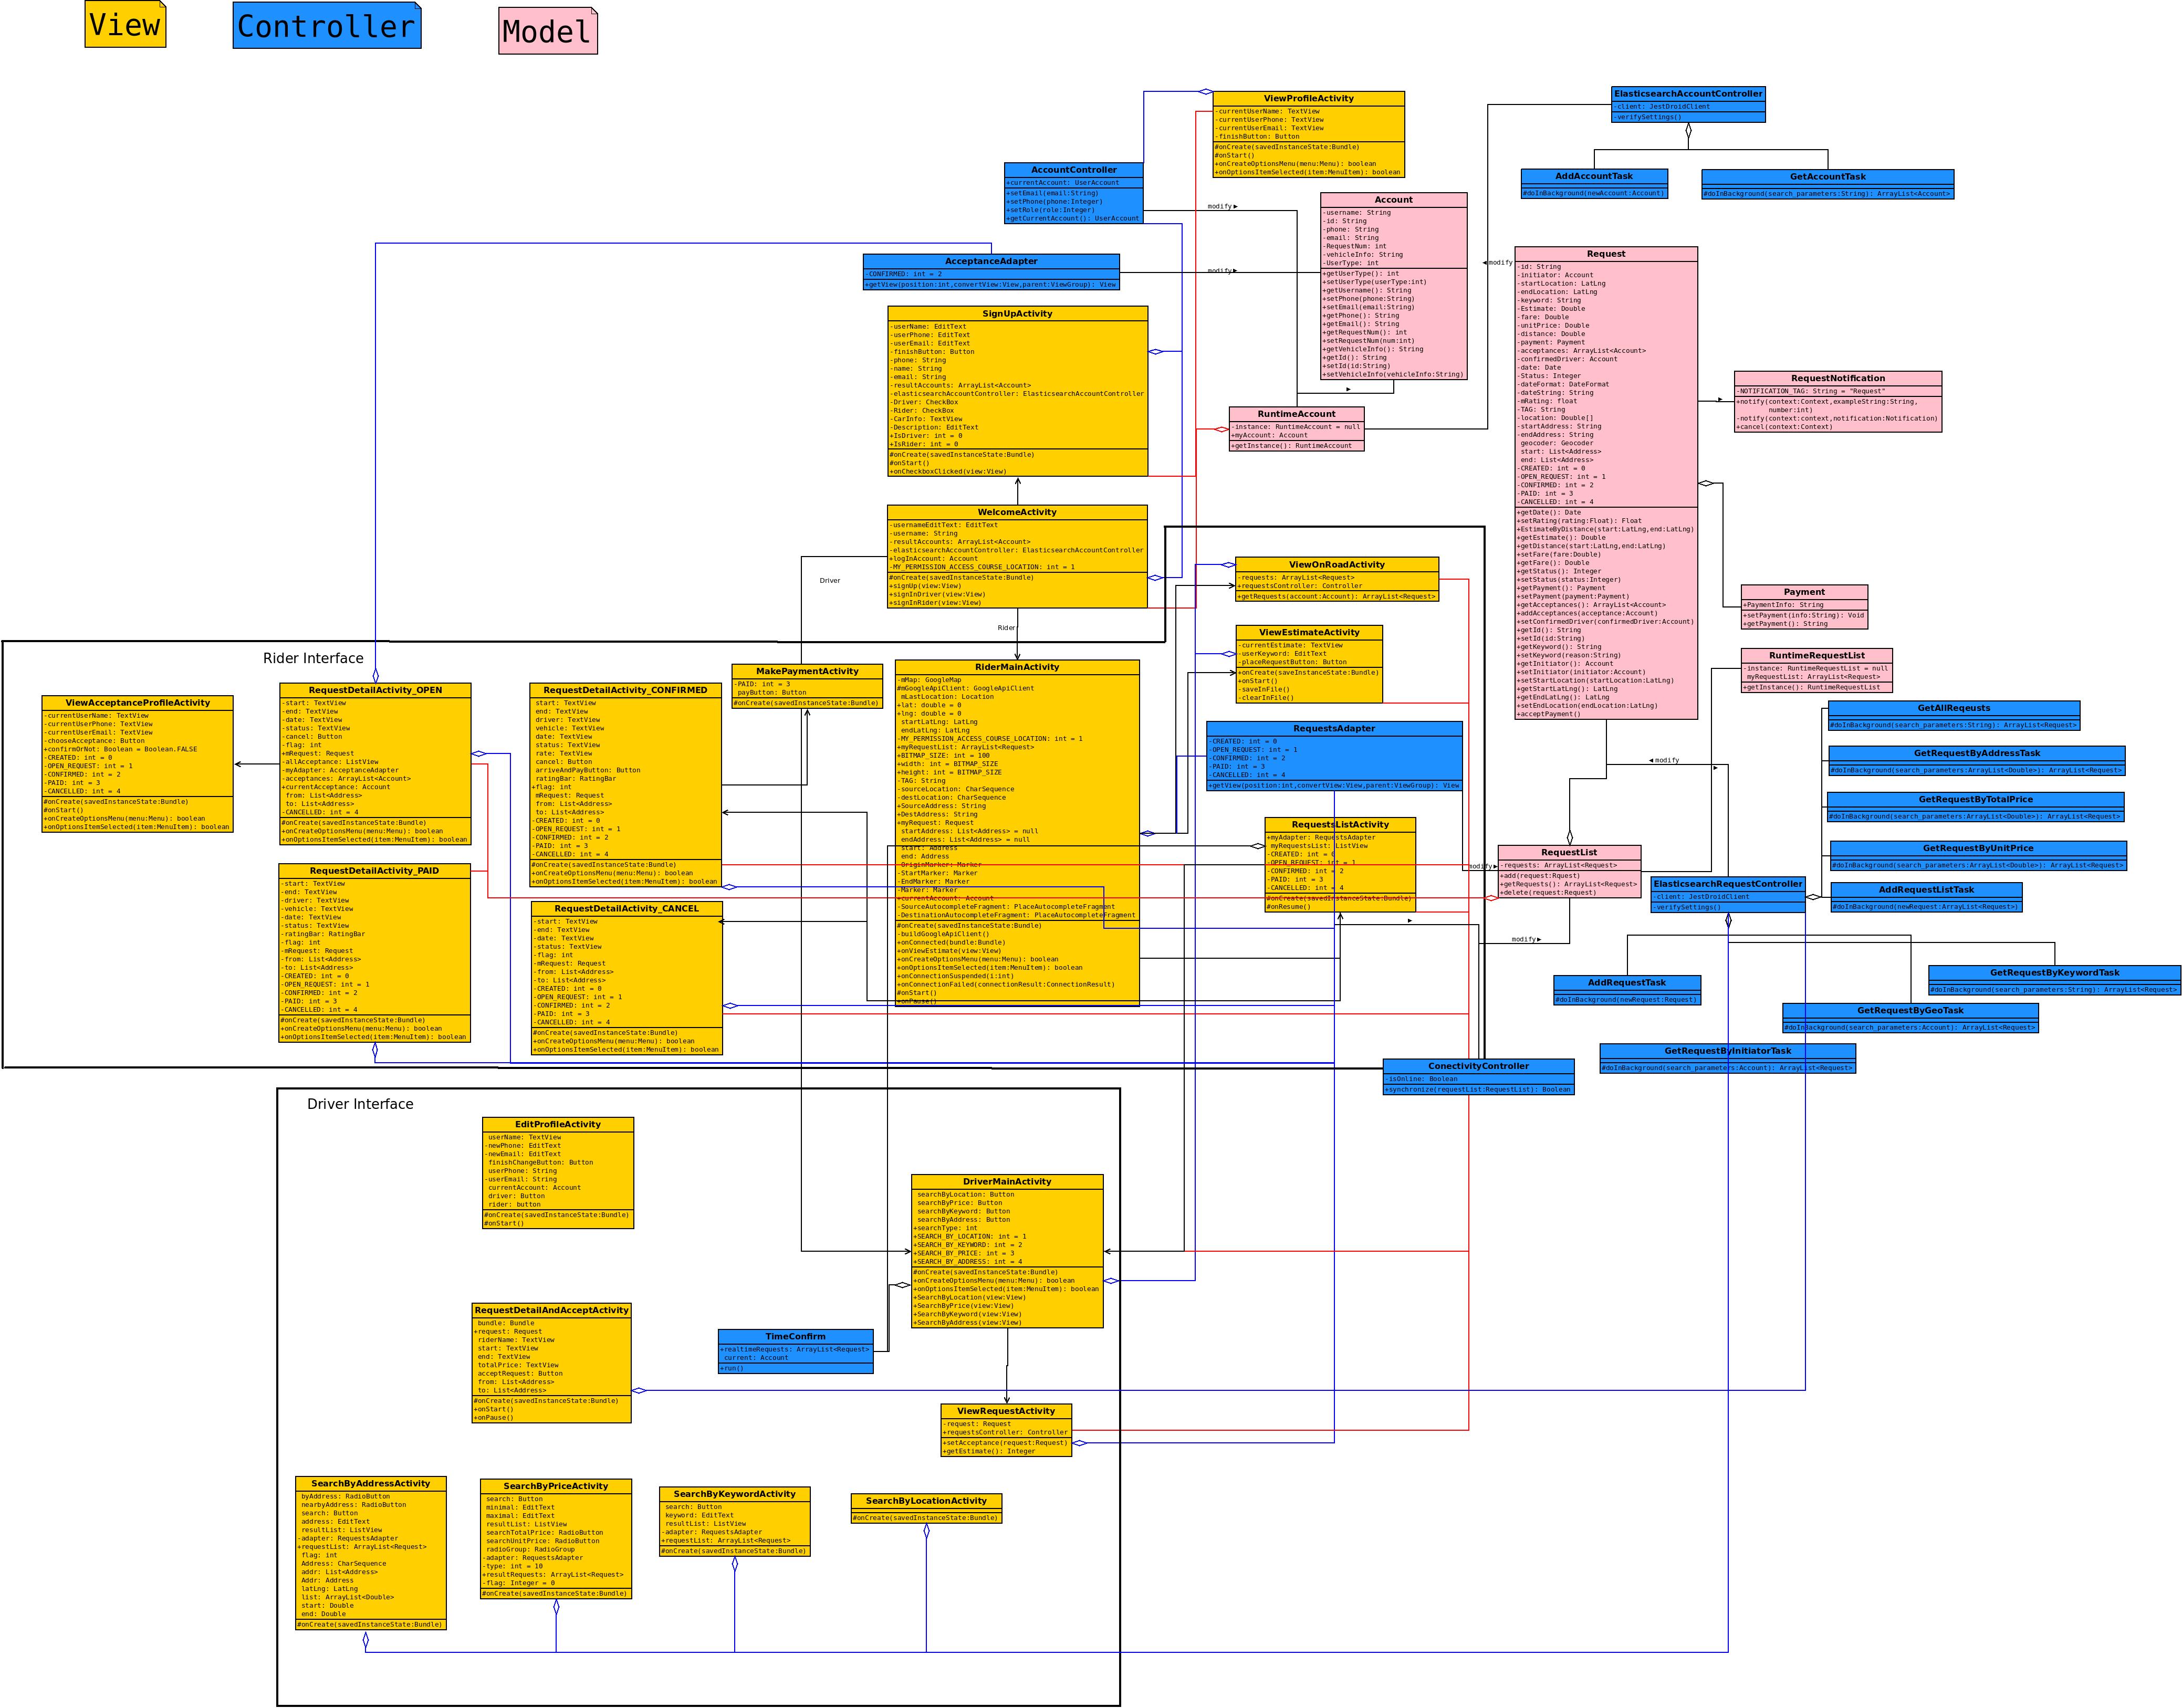 View
Controller
Model
ViewProfileActivity
-currentUserName: TextView
-currentUserPhone: TextView
-currentUserEmail: TextView
-finishButton: Button
#onCreate(savedInstanceState:Bundle)
#onStart()
+onCreateOptionsMenu(menu:Menu): boolean
+onOptionsItemSelected(item:MenuItem): boolean
ElasticsearchAccountController
-client: JestDroidClient
-verifySettings()
AddAccountTask
#doInBackground(newAccount:Account)
GetAccountTask
#doInBackground(search_parameters:String): ArrayList<Account>
AccountController
+currentAccount: UserAccount
+setEmail(email:String)
+setPhone(phone:Integer)
+setRole(role:Integer)
+getCurrentAccount(): UserAccount
modify
Account
-username: String
-id: String
-phone: String
-email: String
-RequestNum: int
-vehicleInfo: String
-UserType: int
+getUserType(): int
+setUserType(userType:int)
+getUsername(): String
+setPhone(phone:String)
+setEmail(email:String)
+getPhone(): String
+getEmail(): String
+getRequestNum(): int
+setRequestNum(num:int)
+getVehicleInfo(): String
+getId(): String
+setId(id:String)
+setVehicleInfo(vehicleInfo:String)
AcceptanceAdapter
-CONFIRMED: int = 2
+getView(position:int,convertView:View,parent:ViewGroup): View
modify
modify
Request
-id: String
-initiator: Account
-startLocation: LatLng
-endLocation: LatLng
-keyword: String
-Estimate: Double
-fare: Double
-unitPrice: Double
-distance: Double
-payment: Payment
-acceptances: ArrayList<Account>
-confirmedDriver: Account
-date: Date
-Status: Integer
-dateFormat: DateFormat
-dateString: String
-mRating: float
-TAG: String
-location: Double[]
-startAddress: String
-endAddress: String
geocoder: Geocoder
start: List<Address>
end: List<Address>
-CREATED: int = 0
-OPEN_REQUEST: int = 1
-CONFIRMED: int = 2
-PAID: int = 3
-CANCELLED: int = 4
+getDate(): Date
+setRating(rating:Float): Float
+EstimateByDistance(start:LatLng,end:LatLng)
+getEstimate(): Double
+getDistance(start:LatLng,end:LatLng)
+setFare(fare:Double)
+getFare(): Double
+getStatus(): Integer
+setStatus(status:Integer)
+getPayment(): Payment
+setPayment(payment:Payment)
+getAcceptances(): ArrayList<Account>
+addAcceptances(acceptance:Account)
+setConfirmedDriver(confirmedDriver:Account)
+getId(): String
+setId(id:String)
+getKeyword(): String
+setKeyword(reason:String)
+getInitiator(): Account
+setInitiator(initiator:Account)
+setStartLocation(startLocation:LatLng)
+getStartLatLng(): LatLng
+getEndLatLng(): LatLng
+setEndLocation(endLocation:LatLng)
+acceptPayment()
SignUpActivity
-userName: EditText
-userPhone: EditText
-userEmail: EditText
-finishButton: Button
-phone: String
-name: String
-email: String
-resultAccounts: ArrayList<Account>
-elasticsearchAccountController: ElasticsearchAccountController
-Driver: CheckBox
-Rider: CheckBox
-CarInfo: TextView
-Description: EditText
+IsDriver: int = 0
+IsRider: int = 0
#onCreate(savedInstanceState:Bundle)
#onStart()
+onCheckboxClicked(view:View)
RuntimeAccount
-instance: RuntimeAccount = null
+myAccount: Account
+getInstance(): RuntimeAccount
RequestNotification
-NOTIFICATION_TAG: String = "Request"
+notify(context:Context,exampleString:String,
number:int)
-notify(context:context,notification:Notification)
+cancel(context:Context)
WelcomeActivity
-usernameEditText: EditText
-username: String
-resultAccounts: ArrayList<Account>
-elasticsearchAccountController: ElasticsearchAccountController
+logInAccount: Account
-MY_PERMISSION_ACCESS_COURSE_LOCATION: int = 1
#onCreate(savedInstanceState:Bundle)
+signUp(view:View)
+signInDriver(view:View)
+signInRider(view:View)
Driver
Rider
ViewOnRoadActivity
-requests: ArrayList<Request>
+requestsController: Controller
+getRequests(account:Account): ArrayList<Request>
ViewEstimateActivity
-currentEstimate: TextView
-userKeyword: EditText
-placeRequestButton: Button
+onCreate(saveInstanceState:Bundle)
+onStart()
-saveInFile()
-clearInFile()
Payment
+PaymentInfo: String
+setPayment(info:String): Void
+getPayment(): String
RuntimeRequestList
-instance: RuntimeRequestList = null
myRequestList: ArrayList<Request>
+getInstance(): RuntimeRequestList
Rider Interface
ViewAcceptanceProfileActivity
-currentUserName: TextView
-currentUserPhone: TextView
-currentUserEmail: TextView
-chooseAcceptance: Button
+confirmOrNot: Boolean = Boolean.FALSE
-CREATED: int = 0
-OPEN_REQUEST: int = 1
-CONFIRMED: int = 2
-PAID: int = 3
-CANCELLED: int = 4
#onCreate(savedInstanceState:Bundle)
#onStart()
+onCreateOptionsMenu(menu:Menu): boolean
+onOptionsItemSelected(item:MenuItem): boolean
RequestDetailActivity_OPEN
-start: TextView
-end: TextView
-date: TextView
-status: TextView
-cancel: Button
-flag: int
+mRequest: Request
-allAcceptance: ListView
-myAdapter: AcceptanceAdapter
-acceptances: ArrayList<Account>
+currentAcceptance: Account
from: List<Address>
to: List<Address>
-CANCELLED: int = 4
#onCreate(savedInstanceState:Bundle)
+onCreateOptionsMenu(menu:Menu): boolean
+onOptionsItemSelected(item:MenuItem): boolean
RequestDetailActivity_CONFIRMED
start: TextView
end: TextView
driver: TextView
vehicle: TextView
date: TextView
status: TextView
rate: TextView
cancel: Button
arriveAndPayButton: Button
ratingBar: RatingBar
+flag: int
mRequest: Request
from: List<Address>
to: List<Address>
-CREATED: int = 0
-OPEN_REQUEST: int = 1
-CONFIRMED: int = 2
-PAID: int = 3
-CANCELLED: int = 4
#onCreate(savedInstanceState:Bundle)
+onCreateOptionsMenu(menu:Menu): boolean
+onOptionsItemSelected(item:MenuItem): boolean
MakePaymentActivity
-PAID: int = 3
payButton: Button
#onCreate(savedInstanceState:Bundle)
RiderMainActivity
-mMap: GoogleMap
#mGoogleApiClient: GoogleApiClient
mLastLocation: Location
+lat: double = 0
+lng: double = 0
startLatLng: LatLng
endLatLng: LatLng
-MY_PERMISSION_ACCESS_COURSE_LOCATION: int = 1
+myRequestList: ArrayList<Request>
+BITMAP_SIZE: int = 100
+width: int = BITMAP_SIZE
+height: int = BITMAP_SIZE
-TAG: String
-sourceLocation: CharSequence
-destLocation: CharSequence
+SourceAddress: String
+DestAddress: String
+myRequest: Request
startAddress: List<Address> = null
endAddress: List<Address> = null
start: Address
end: Address
-OriginMarker: Marker
-StartMarker: Marker
-EndMarker: Marker
-Marker: Marker
+currentAccount: Account
-SourceAutocompleteFragment: PlaceAutocompleteFragment
-DestinationAutocompleteFragment: PlaceAutocompleteFragment
#onCreate(savedInstanceState:Bundle)
-buildGoogleApiClient()
+onConnected(bundle:Bundle)
+onViewEstimate(view:View)
+onCreateOptionsMenu(menu:Menu): boolean
+onOptionsItemSelected(item:MenuItem): boolean
+onConnectionSuspended(i:int)
+onConnectionFailed(connectionResult:ConnectionResult)
#onStart()
+onPause()
RequestsAdapter
-CREATED: int = 0
-OPEN_REQUEST: int = 1
-CONFIRMED: int = 2
-PAID: int = 3
-CANCELLED: int = 4
+getView(position:int,convertView:View,parent:ViewGroup): View
RequestsListActivity
+myAdapter: RequestsAdapter
myRequestsList: ListView
-CREATED: int = 0
-OPEN_REQUEST: int = 1
-CONFIRMED: int = 2
-PAID: int = 3
-CANCELLED: int = 4
#onCreate(savedInstanceState:Bundle)
#onResume()
modify
modify
modify
RequestList
-requests: ArrayList<Request>
+add(request:Rquest)
+getRequests(): ArrayList<Request>
+delete(request:Request)
ElasticsearchRequestController
-client: JestDroidClient
-verifySettings()
GetAllReqeusts
#doInBackground(search_parameters:String): ArrayList<Request>
GetRequestByAddressTask
#doInBackground(search_parameters:ArrayList<Double>): ArrayList<Request>
GetRequestByTotalPrice
#doInBackground(search_parameters:ArrayList<Double>): ArrayList<Request>
GetRequestByUnitPrice
#doInBackground(search_parameters:ArrayList<Double>): ArrayList<Request>
AddRequestListTask
#doInBackground(newRequest:ArrayList<Request>)
GetRequestByKeywordTask
#doInBackground(search_parameters:String): ArrayList<Request>
AddRequestTask
#doInBackground(newRequest:Request)
GetRequestByGeoTask
#doInBackground(search_parameters:Account): ArrayList<Request>
GetRequestByInitiatorTask
#doInBackground(search_parameters:Account): ArrayList<Request>
RequestDetailActivity_PAID
-start: TextView
-end: TextView
-driver: TextView
-vehicle: TextView
-date: TextView
-status: TextView
-ratingBar: RatingBar
-flag: int
-mRequest: Request
-from: List<Address>
-to: List<Address>
-CREATED: int = 0
-OPEN_REQUEST: int = 1
-CONFIRMED: int = 2
-PAID: int = 3
-CANCELLED: int = 4
#onCreate(savedInstanceState:Bundle)
+onCreateOptionsMenu(menu:Menu): boolean
+onOptionsItemSelected(item:MenuItem): boolean
RequestDetailActivity_CANCEL
-start: TextView
-end: TextView
-date: TextView
-status: TextView
-flag: int
-mRequest: Request
-from: List<Address>
-to: List<Address>
-CREATED: int = 0
-OPEN_REQUEST: int = 1
-CONFIRMED: int = 2
-PAID: int = 3
-CANCELLED: int = 4
#onCreate(savedInstanceState:Bundle)
+onCreateOptionsMenu(menu:Menu): boolean
+onOptionsItemSelected(item:MenuItem): boolean
ConectivityController
-isOnline: Boolean
+synchronize(requestList:RequestList): Boolean
Driver Interface
EditProfileActivity
userName: TextView
-newPhone: EditText
-newEmail: EditText
finishChangeButton: Button
userPhone: String
-userEmail: String
currentAccount: Account
driver: Button
rider: button
#onCreate(savedInstanceState:Bundle)
#onStart()
DriverMainActivity
searchByLocation: Button
searchByPrice: Button
searchByKeyword: Button
searchByAddress: Button
+searchType: int
+SEARCH_BY_LOCATION: int = 1
+SEARCH_BY_KEYWORD: int = 2
+SEARCH_BY_PRICE: int = 3
+SEARCH_BY_ADDRESS: int = 4
#onCreate(savedInstanceState:Bundle)
+onCreateOptionsMenu(menu:Menu): boolean
+onOptionsItemSelected(item:MenuItem): boolean
+SearchByLocation(view:View)
+SearchByPrice(view:View)
+SearchByKeyword(view:View)
+SearchByAddress(view:View)
RequestDetailAndAcceptActivity
bundle: Bundle
+request: Request
riderName: TextView
start: TextView
end: TextView
totalPrice: TextView
acceptRequest: Button
from: List<Address>
to: List<Address>
#onCreate(savedInstanceState:Bundle)
+onStart()
+onPause()
TimeConfirm
+realtimeRequests: ArrayList<Request>
current: Account
+run()
ViewRequestActivity
-request: Request
+requestsController: Controller
+setAcceptance(request:Request)
+getEstimate(): Integer
SearchByAddressActivity
byAddress: RadioButton
nearbyAddress: RadioButton
search: Button
address: EditText
resultList: ListView
-adapter: RequestsAdapter
+requestList: ArrayList<Request>
flag: int
Address: CharSequence
addr: List<Address>
Addr: Address
latLng: LatLng
list: ArrayList<Double>
start: Double
end: Double
#onCreate(savedInstanceState:Bundle)
SearchByPriceActivity
search: Button
minimal: EditText
maximal: EditText
resultList: ListView
searchTotalPrice: RadioButton
searchUnitPrice: RadioButton
radioGroup: RadioGroup
-adapter: RequestsAdapter
-type: int = 10
+resultRequests: ArrayList<Request>
-flag: Integer = 0
#onCreate(savedInstanceState:Bundle)
SearchByKeywordActivity
search: Button
keyword: EditText
resultList: ListView
-adapter: RequestsAdapter
+requestList: ArrayList<Request>
#onCreate(savedInstanceState:Bundle)
SearchByLocationActivity
#onCreate(savedInstanceState:Bundle)